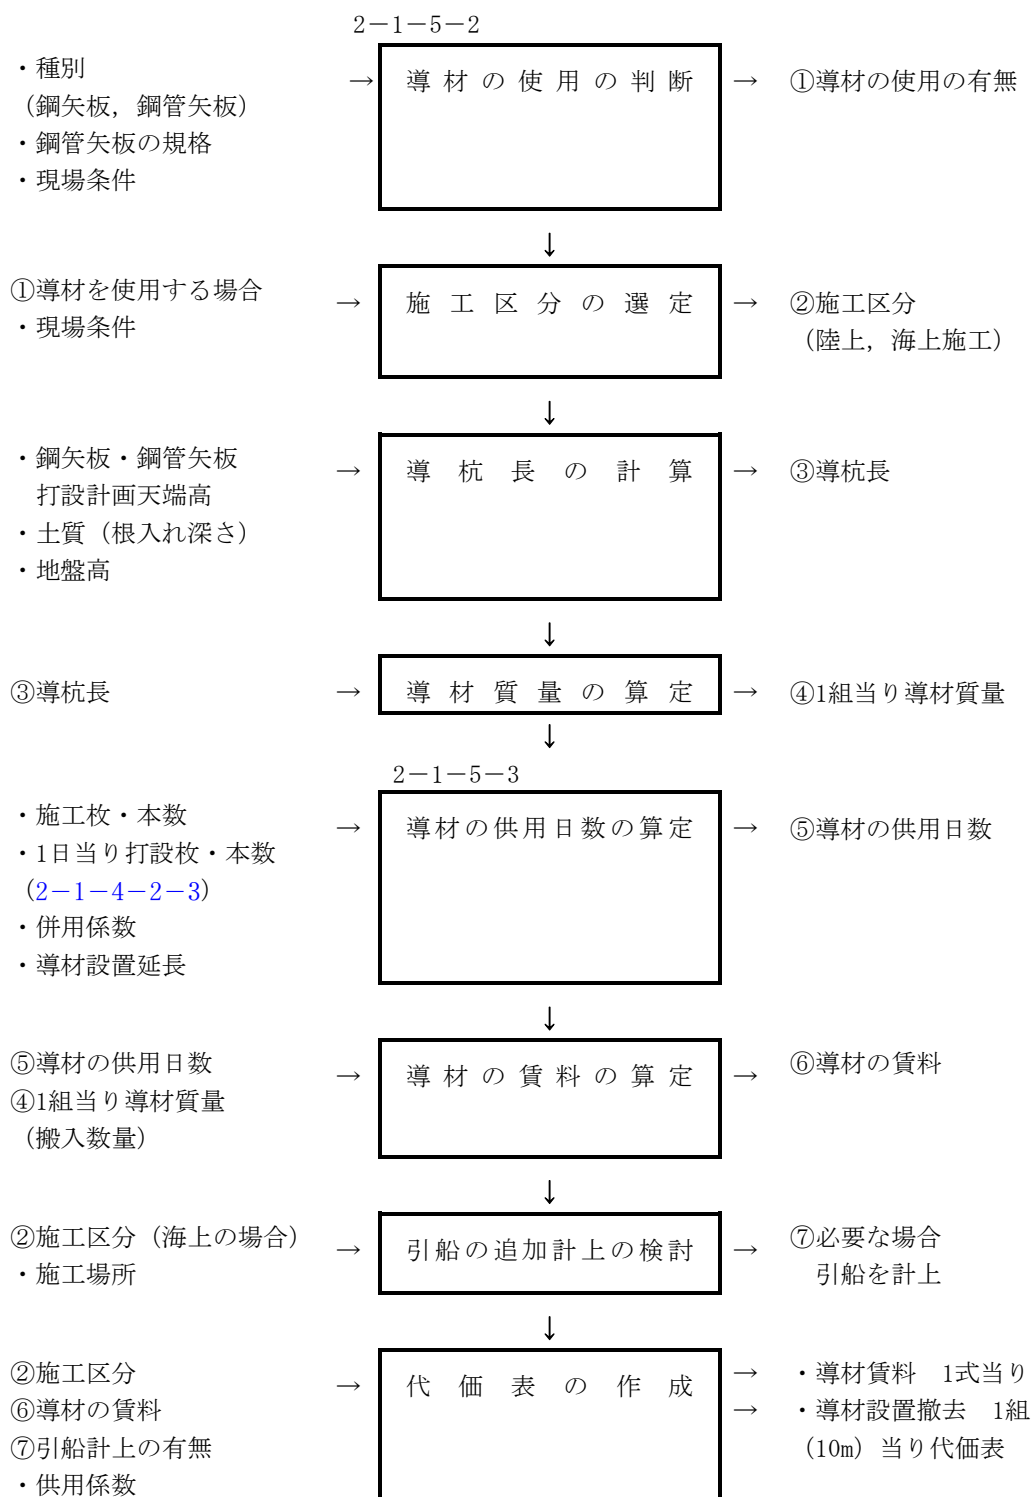 2－1－5－2
・種別
（鋼矢板，鋼管矢板）
・鋼管矢板の規格
・現場条件
→
導材の使用の判断
→
①導材の使用の有無
↓
①導材を使用する場合
・現場条件
→
施工区分の選定
→
②施工区分
（陸上，海上施工）
↓
・鋼矢板・鋼管矢板
打設計画天端高
・土質（根入れ深さ）
・地盤高
→
導杭長の計算
→
③導杭長
↓
③導杭長
→
導材質量の算定
→
④1組当り導材質量
↓
2－1－5－3
・施工枚・本数
・1日当り打設枚・本数
（2－1－4－2－3）
・併用係数
・導材設置延長
→
導材の供用日数の算定
→
⑤導材の供用日数
↓
⑤導材の供用日数
④1組当り導材質量
（搬入数量）
→
導材の賃料の算定
→
⑥導材の賃料
↓
②施工区分（海上の場合）
・施工場所
→
引船の追加計上の検討
→
⑦必要な場合
引船を計上
↓
②施工区分
⑥導材の賃料
⑦引船計上の有無
・供用係数
→
代価表の作成
→
・導材賃料　1式当り
→
・導材設置撤去　1組
（10m）当り代価表